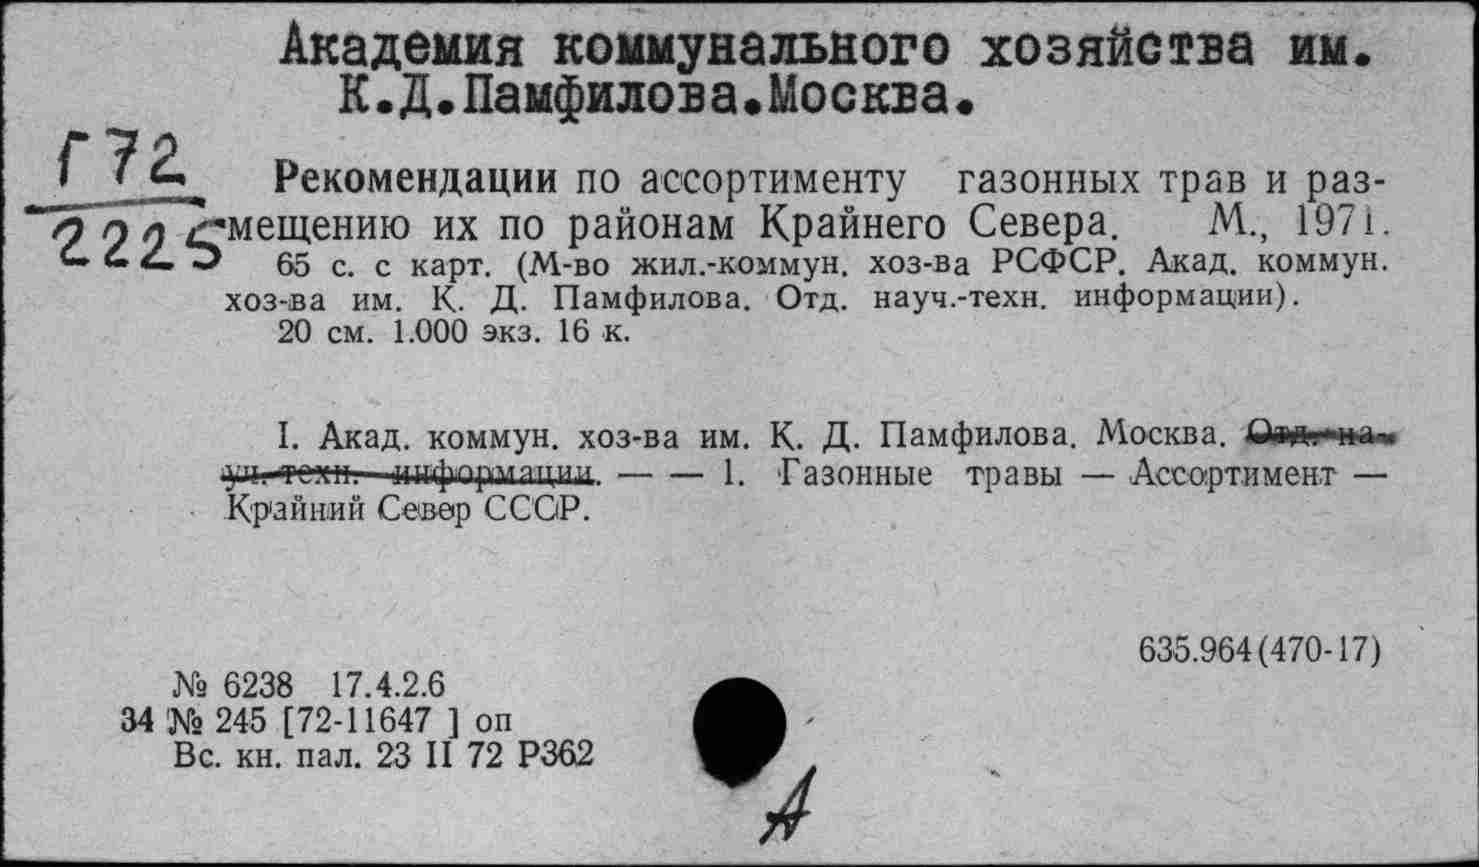 Академия коммунального хозяйства им.
К.Д.Памфилова.Москва.
Г72
2225
Рекомендации по ассортименту газонных трав и раз-
мещению их по районам Крайнего Севера. М., 1971.
65 с. с карт. (М-во жил.-коммун. хоз-ва РСФСР. Акад. коммун.
хоз-ва им. К. Д. Памфилова. Отд. науч.-техн. информации).
20 см. 1.000 экз. 16 к.
I. Акад. коммун. хоз-ва им. К. Д. Памфилова. Москва. Отд. на-
уч.-техн. информации. — — 1. Газонные травы — Ассортимент —
Крайний Север СССР.
635.964(470-17)
№ 6238 17.4.2.6
34 № 245 [72-11647 ] оп
Вс. кн. пал. 23 II 72 Р362
А